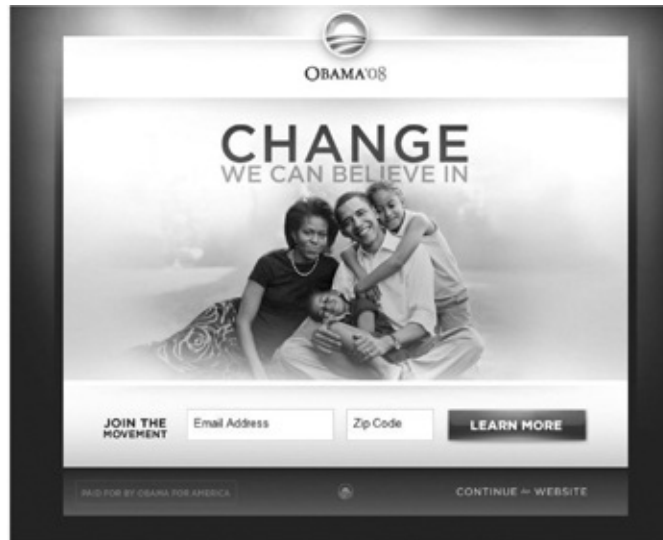 OBAMA'08
CHANGE
WE CAN BELIEVE IN
JOIN THE
MOVEMENT
Email Address
Zip Code
LEARN MORE
PAID FOR BY OBAMA FOR AMERICA
CONTINUE to WEBSITE